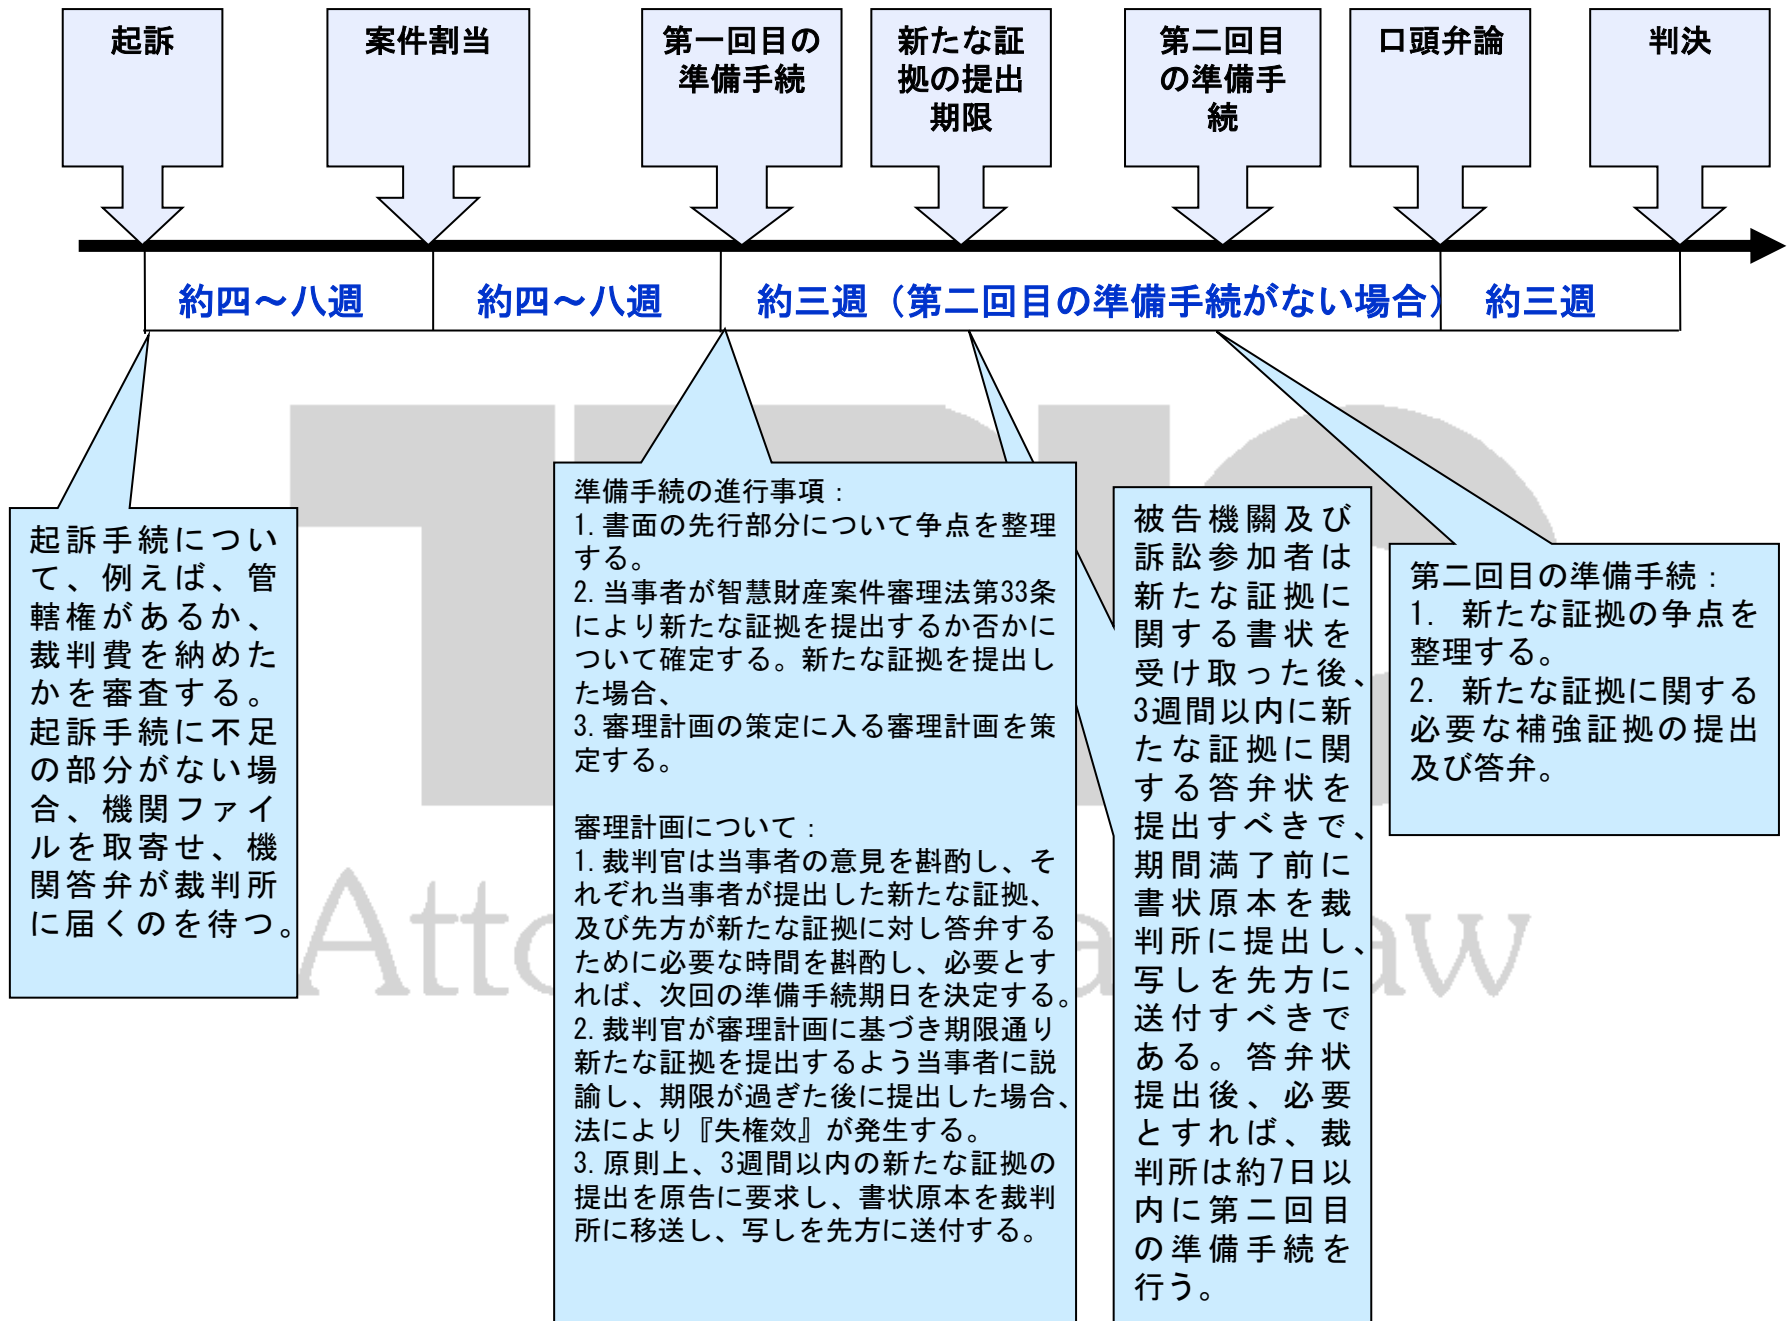 起訴
案件割当
第一回目の
準備手続
新たな証
拠の提出
期限
第二回目
の準備手
続
口頭弁論
判決
約四～八週
約四～八週
約三週（第二回目の準備手続がない場合）
約三週
起訴手続につい
て、例えば、管
轄権があるか、
裁判費を納めた
かを審査する。
起訴手続に不足
の部分がない場
合、機関ファイ
ルを取寄せ、機
関答弁が裁判所
に届くのを待つ。
準備手続の進行事項：
1. 書面の先行部分について争点を整理
する。
2. 当事者が智慧財産案件審理法第33条
により新たな証拠を提出するか否かに
ついて確定する。新たな証拠を提出し
た場合、
3. 審理計画の策定に入る審理計画を策
定する。
審理計画について：
1. 裁判官は当事者の意見を斟酌し、そ
れぞれ当事者が提出した新たな証拠、
及び先方が新たな証拠に対し答弁する
ために必要な時間を斟酌し、必要とす
れば、次回の準備手続期日を決定する。
2. 裁判官が審理計画に基づき期限通り
新たな証拠を提出するよう当事者に説
諭し、期限が過ぎた後に提出した場合、
法により『失権効』が発生する。
3. 原則上、3週間以内の新たな証拠の
提出を原告に要求し、書状原本を裁判
所に移送し、写しを先方に送付する。
被告機關及び
訴訟参加者は
新たな証拠に
関する書状を
受け取った後、
3週間以内に新
たな証拠に関
する答弁状を
提出すべきで、
期間満了前に
書状原本を裁
判所に提出し、
写しを先方に
送付すべきで
ある。答弁状
提出後、必要
とすれば、裁
判所は約7日以
内に第二回目
の準備手続を
行う。
第二回目の準備手続：
1. 新たな証拠の争点を
整理する。
2. 新たな証拠に関する
必要な補強証拠の提出
及び答弁。